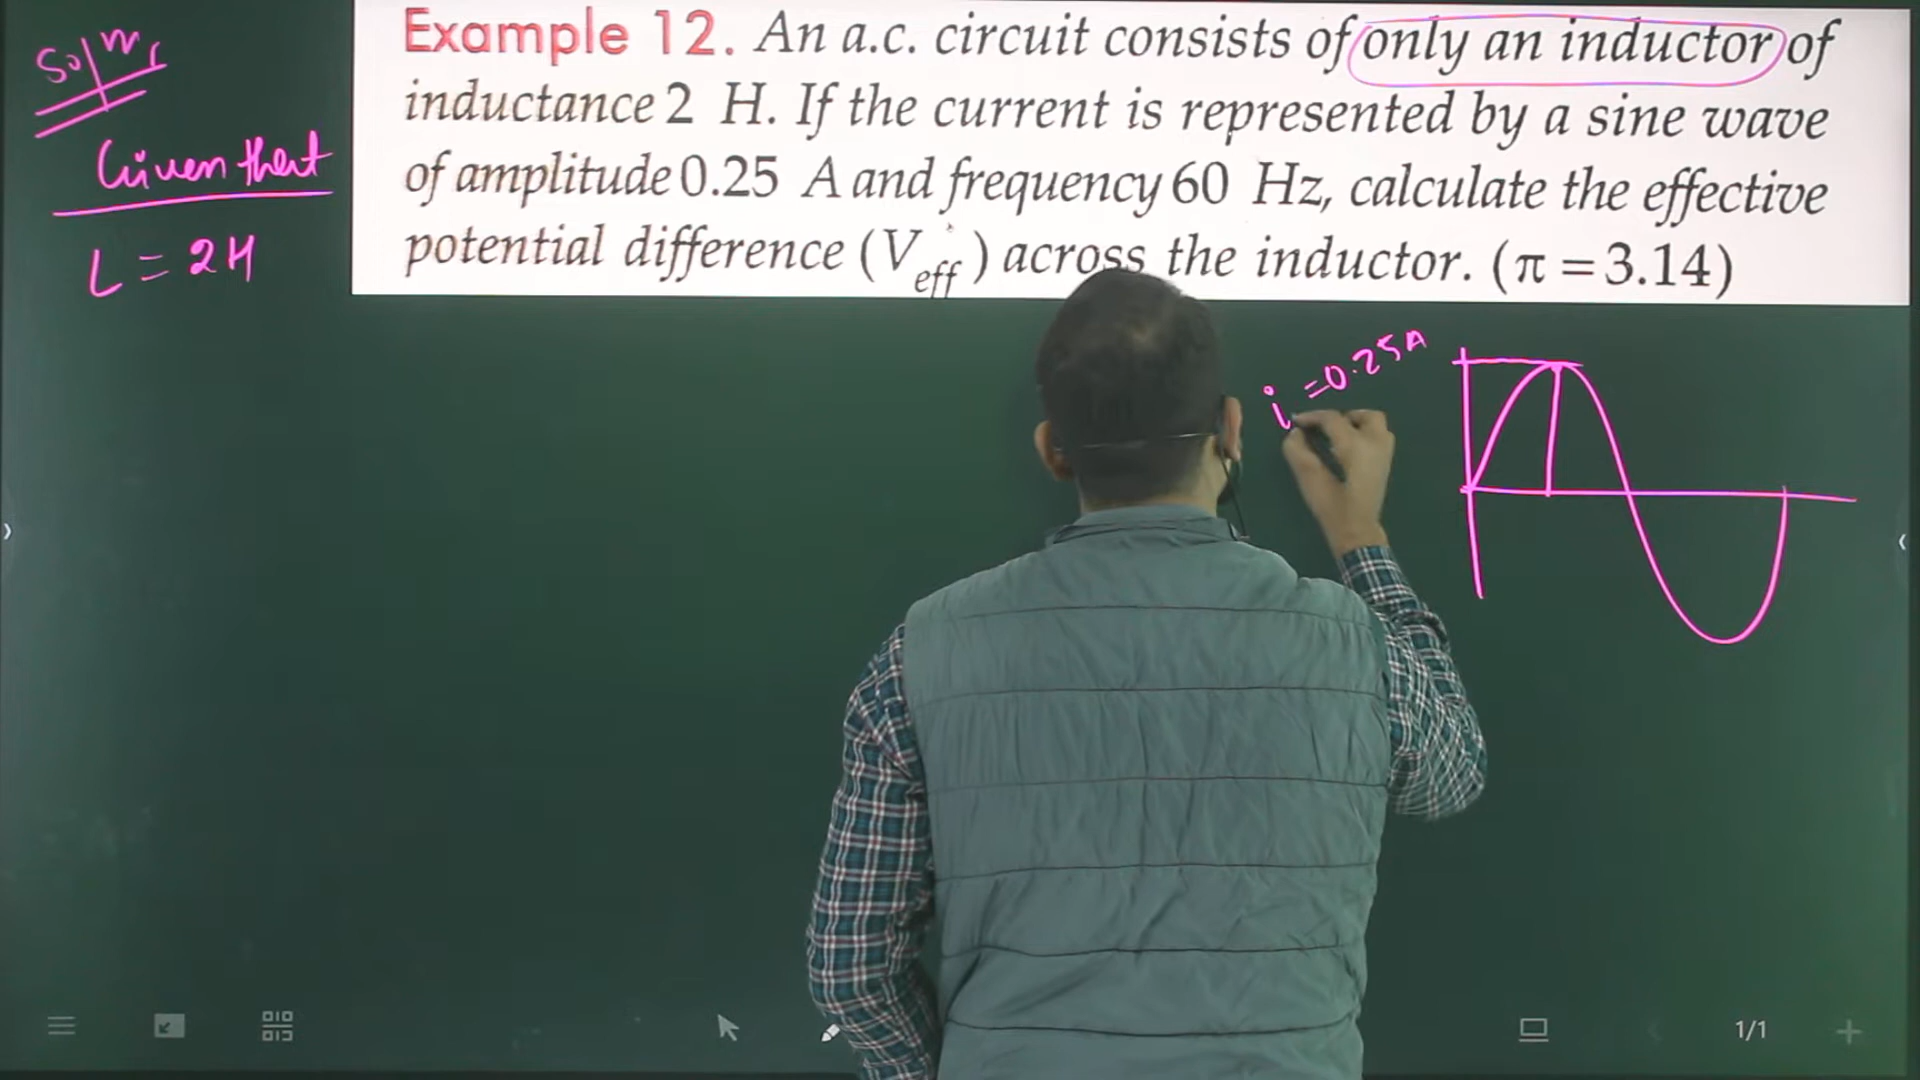 Soln
Given that
L = 2H
Example 12. An a.c. circuit consists of only an inductor of
inductance 2 H. If the current is represented by a sine wave
of amplitude 0.25 A and frequency 60 Hz, calculate the effective
potential difference (Veff) across the inductor. (π = 3.14)
i = 0.25A
1/1